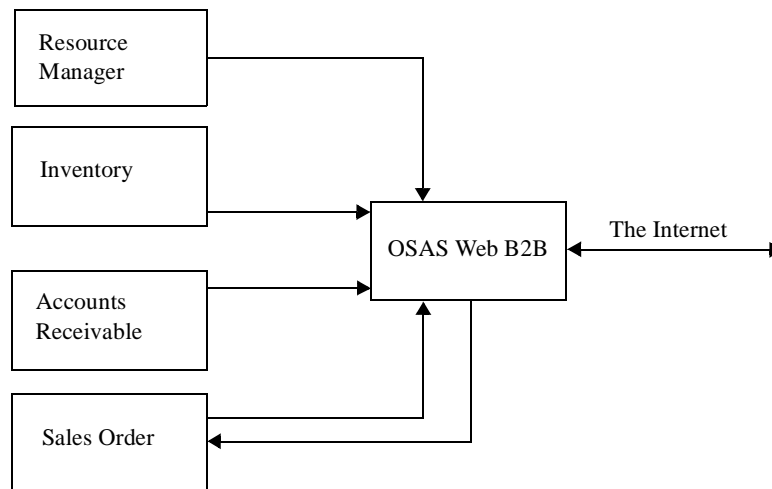 Resource
Manager
Inventory
OSAS Web B2B
The Internet
Accounts
Receivable
Sales Order